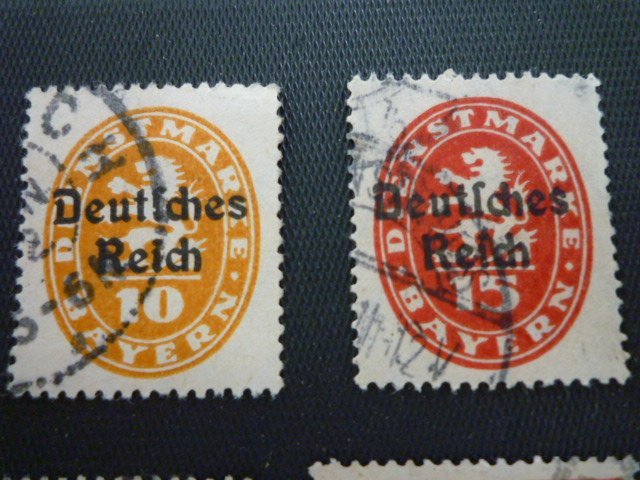 DIENSTMARKE
Deutſches
Reich
10
BAYERN
DIENSTMARKE
Deutſches
Reich
15
BAYERN